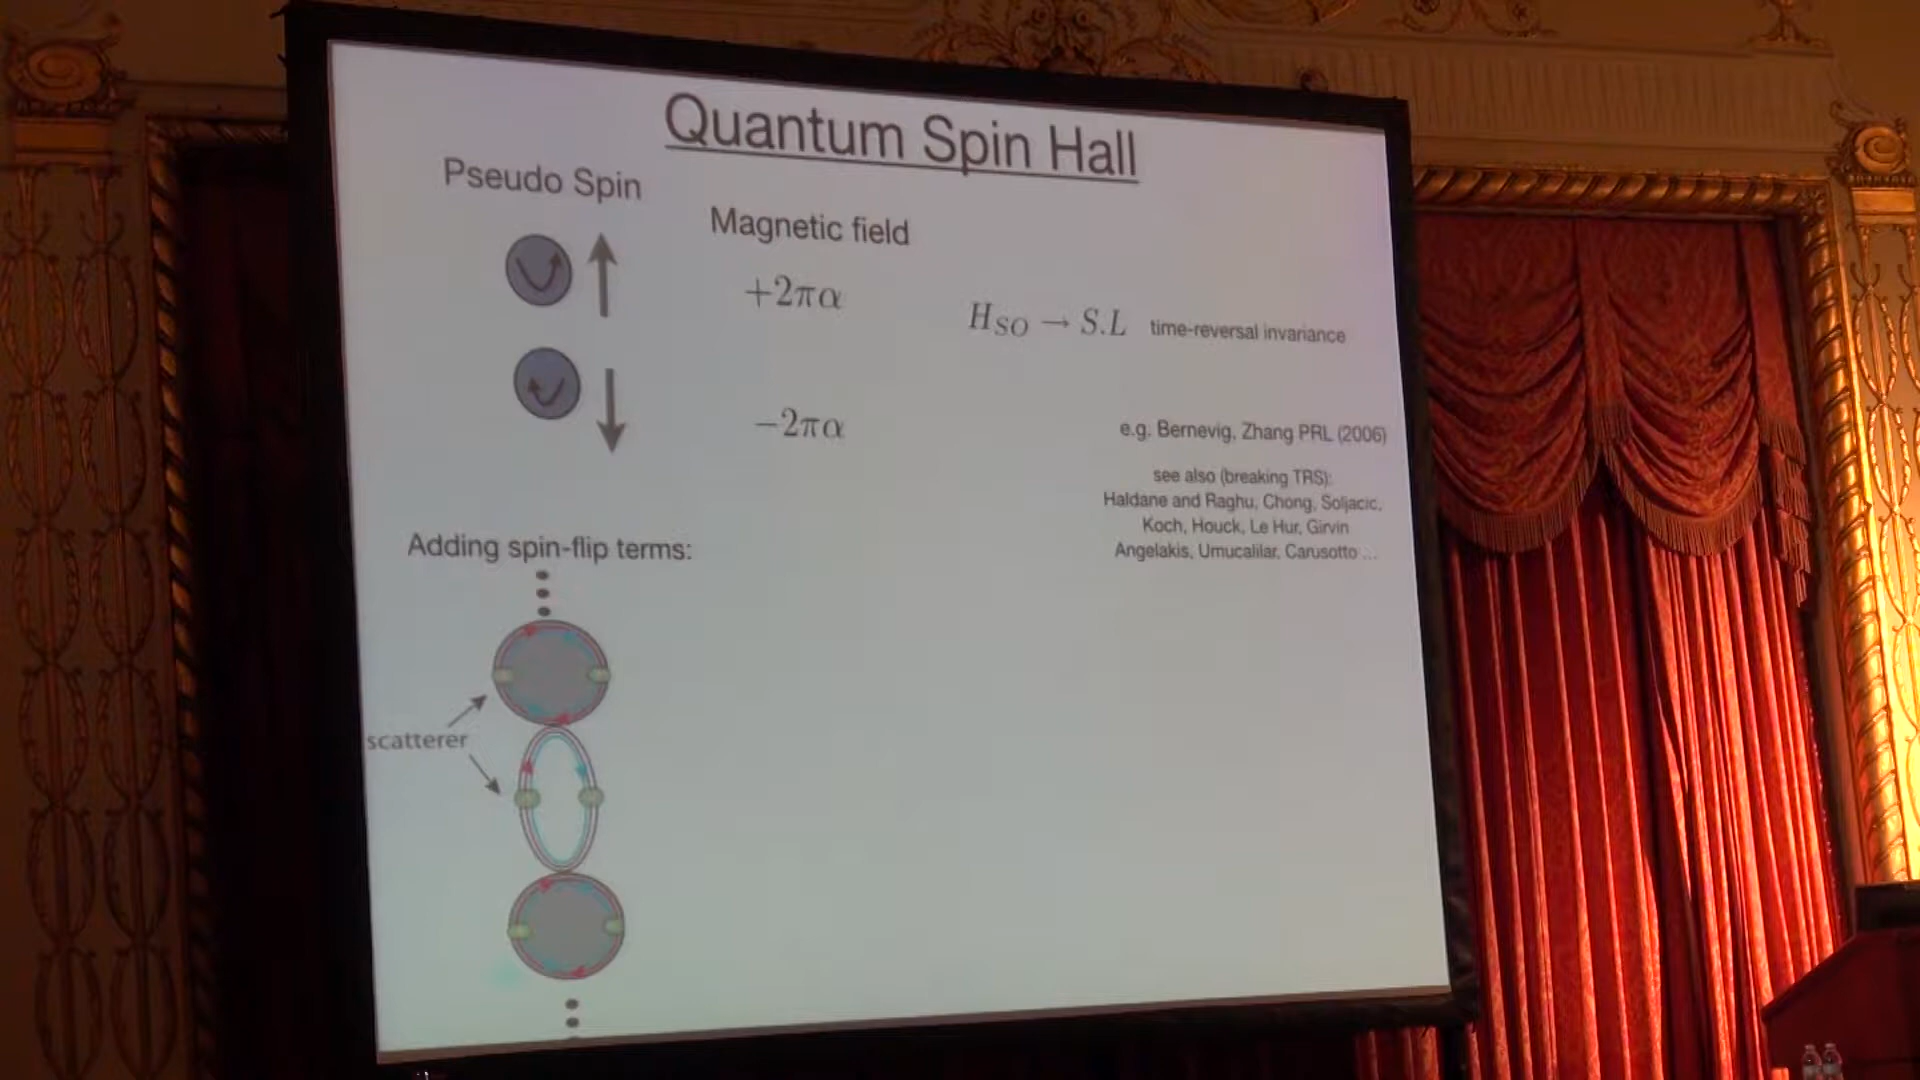 Quantum Spin Hall
Pseudo Spin
Magnetic field
+2πα
H_{SO} → S.L time-reversal invariance
−2πα
e.g. Bernevig, Zhang PRL (2006)
see also (breaking TRS):
Haldane and Raghu, Chong, Soljacic,
Koch, Houck, Le Hur, Girvin
Angelakis, Umucalilar, Carusotto ...
Adding spin-flip terms:
scatterer